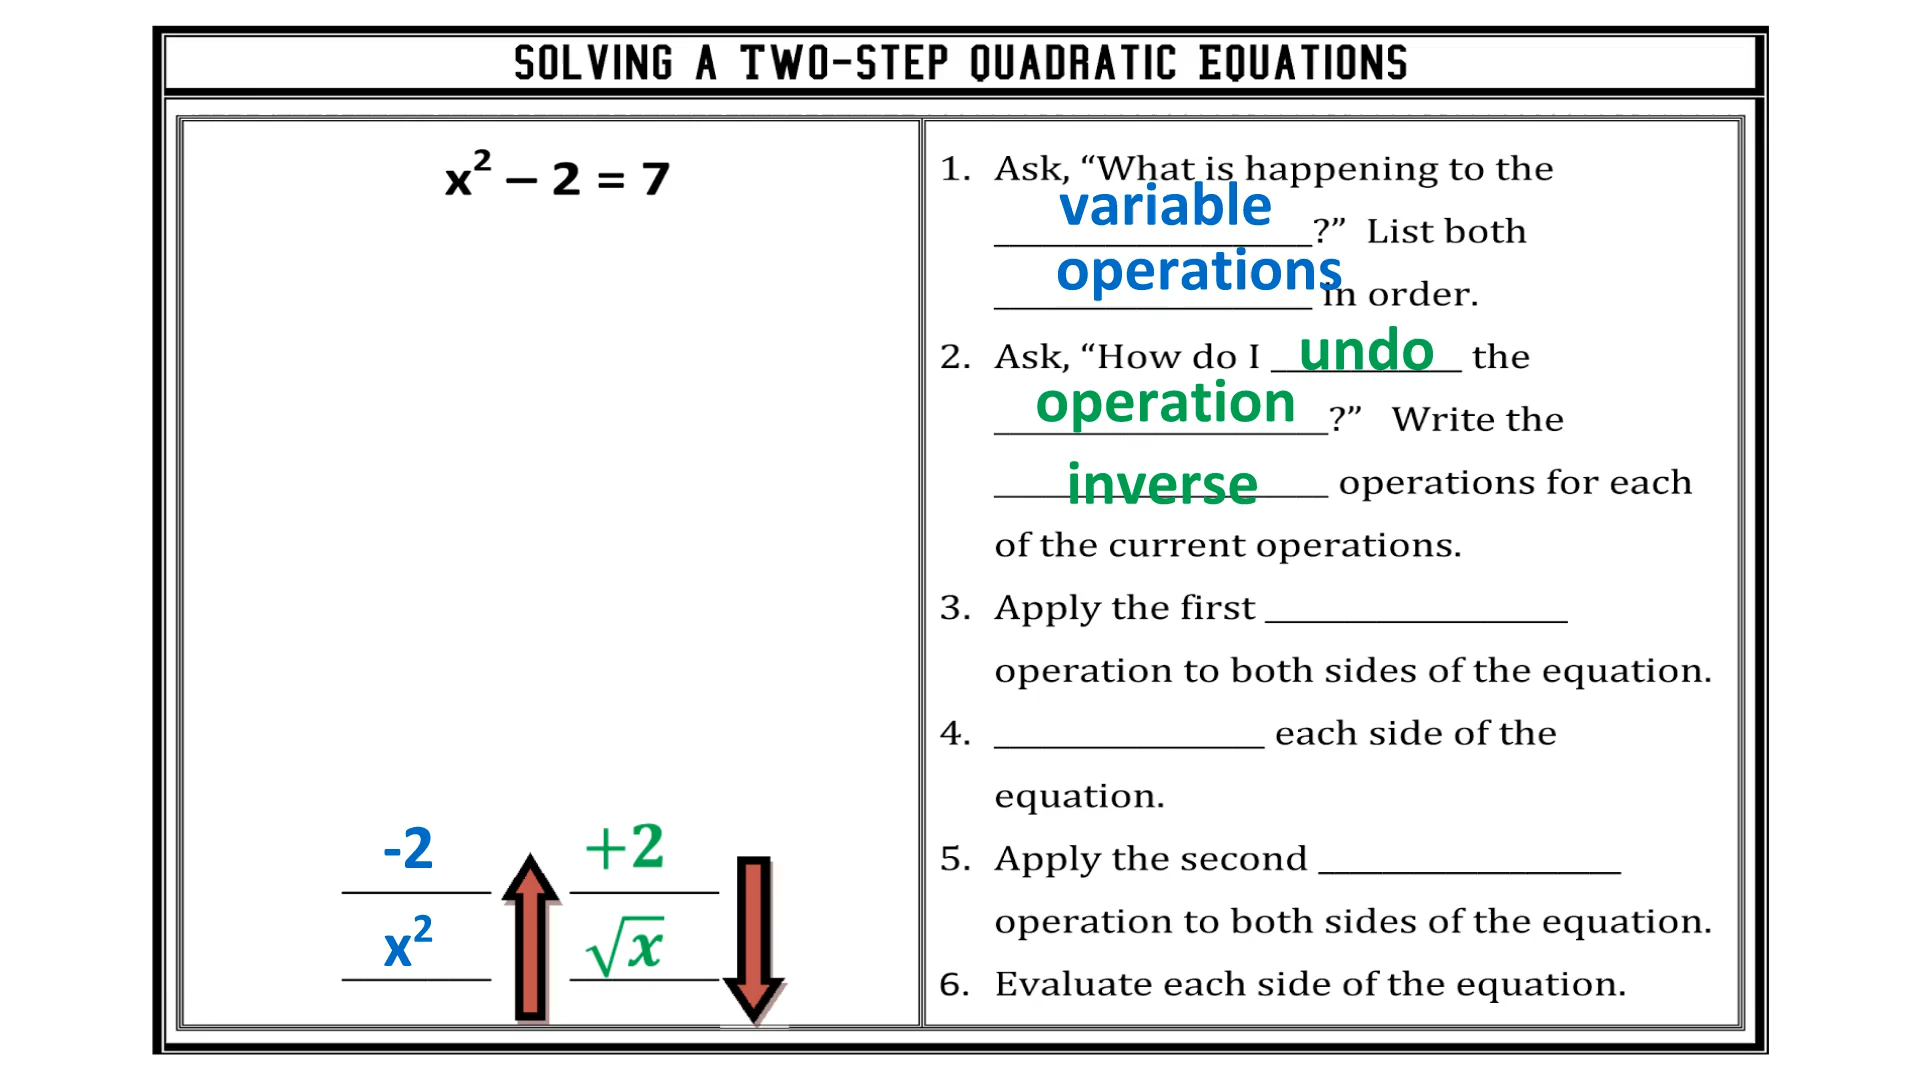 SOLVING A TWO-STEP QUADRATIC EQUATIONS
x² – 2 = 7
1. Ask, “What is happening to the
variable?” List both
operations in order.
2. Ask, “How do I undo the
operation?” Write the
inverse operations for each
of the current operations.
3. Apply the first ___________________
operation to both sides of the equation.
4. _________________ each side of the
equation.
5. Apply the second ___________________
operation to both sides of the equation.
6. Evaluate each side of the equation.
-2 +2
x² √x